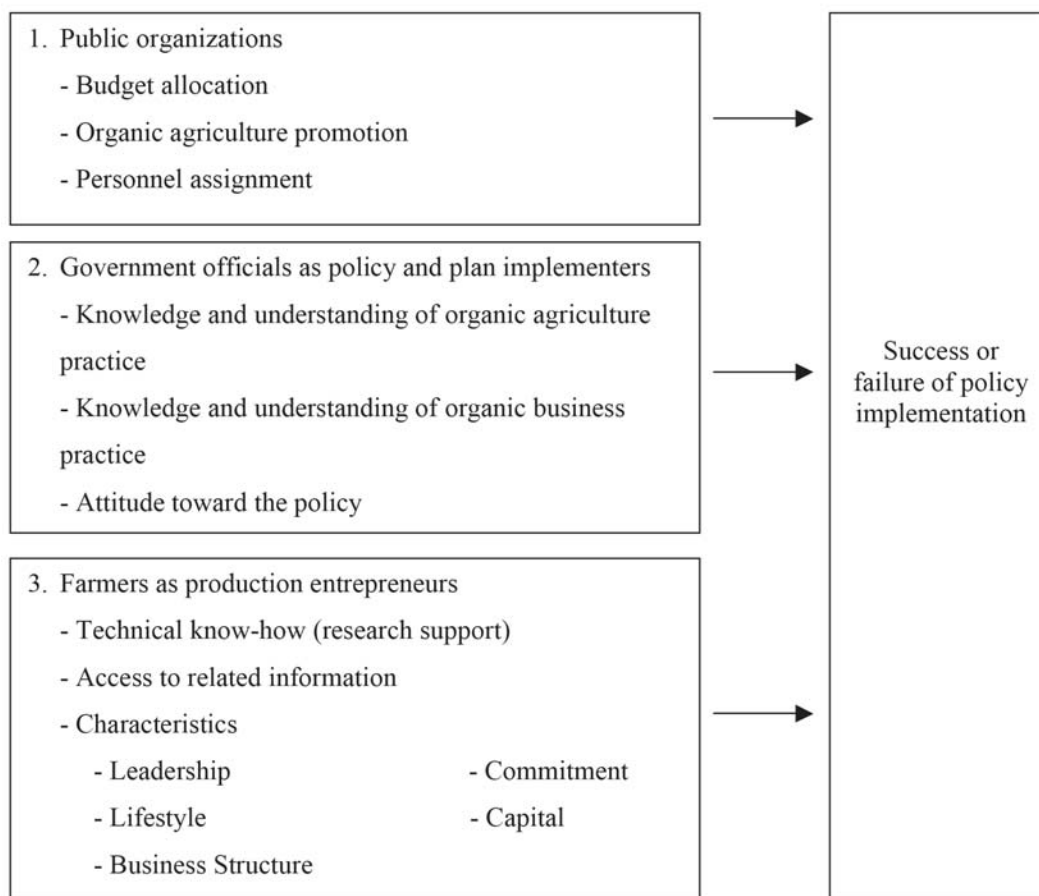 1. Public organizations
- Budget allocation
- Organic agriculture promotion
- Personnel assignment
2. Government officials as policy and plan implementers
- Knowledge and understanding of organic agriculture
practice
- Knowledge and understanding of organic business
practice
- Attitude toward the policy
3. Farmers as production entrepreneurs
- Technical know-how (research support)
- Access to related information
- Characteristics
- Leadership - Commitment
- Lifestyle - Capital
- Business Structure
Success or
failure of policy
implementation